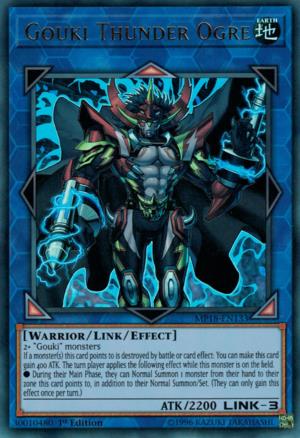 GOUKI THUNDER OGRE
EARTH
地
MP18-EN133
[WARRIOR/LINK/EFFECT]
2+ "Gouki" monsters
If a monster(s) this card points to is destroyed by battle or card effect: You can make this card
gain 400 ATK. The turn player applies the following effect while this monster is on the field.
● During their Main Phase, they can Normal Summon 1 monster from their hand to their
zone this card points to, in addition to their Normal Summon/Set. (They can only gain this
effect once per turn.)
ATK/2200 LINK-3
30010480 1st Edition
©1996 KAZUKI TAKAHASHI